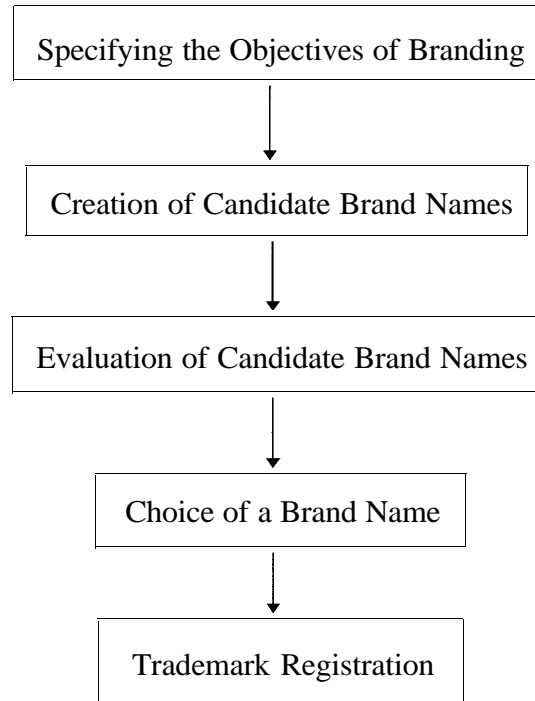 Specifying the Objectives of Branding
Creation of Candidate Brand Names
Evaluation of Candidate Brand Names
Choice of a Brand Name
Trademark Registration